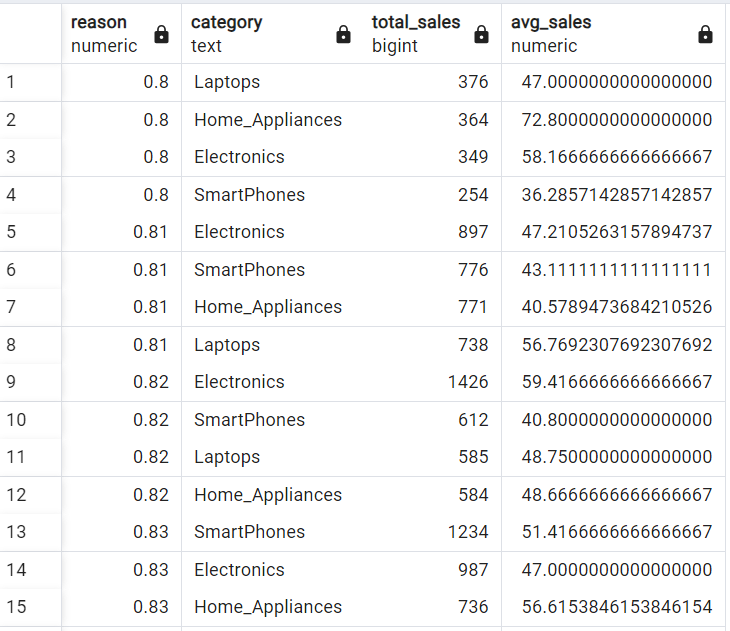 reason category total_sales avg_sales
numeric text bigint numeric
1 0.8 Laptops 376 47.0000000000000000
2 0.8 Home_Appliances 364 72.8000000000000000
3 0.8 Electronics 349 58.1666666666666667
4 0.8 SmartPhones 254 36.2857142857142857
5 0.81 Electronics 897 47.2105263157894737
6 0.81 SmartPhones 776 43.1111111111111111
7 0.81 Home_Appliances 771 40.5789473684210526
8 0.81 Laptops 738 56.7692307692307692
9 0.82 Electronics 1426 59.4166666666666667
10 0.82 SmartPhones 612 40.8000000000000000
11 0.82 Laptops 585 48.7500000000000000
12 0.82 Home_Appliances 584 48.6666666666666667
13 0.83 SmartPhones 1234 51.4166666666666667
14 0.83 Electronics 987 47.0000000000000000
15 0.83 Home_Appliances 736 56.6153846153846154